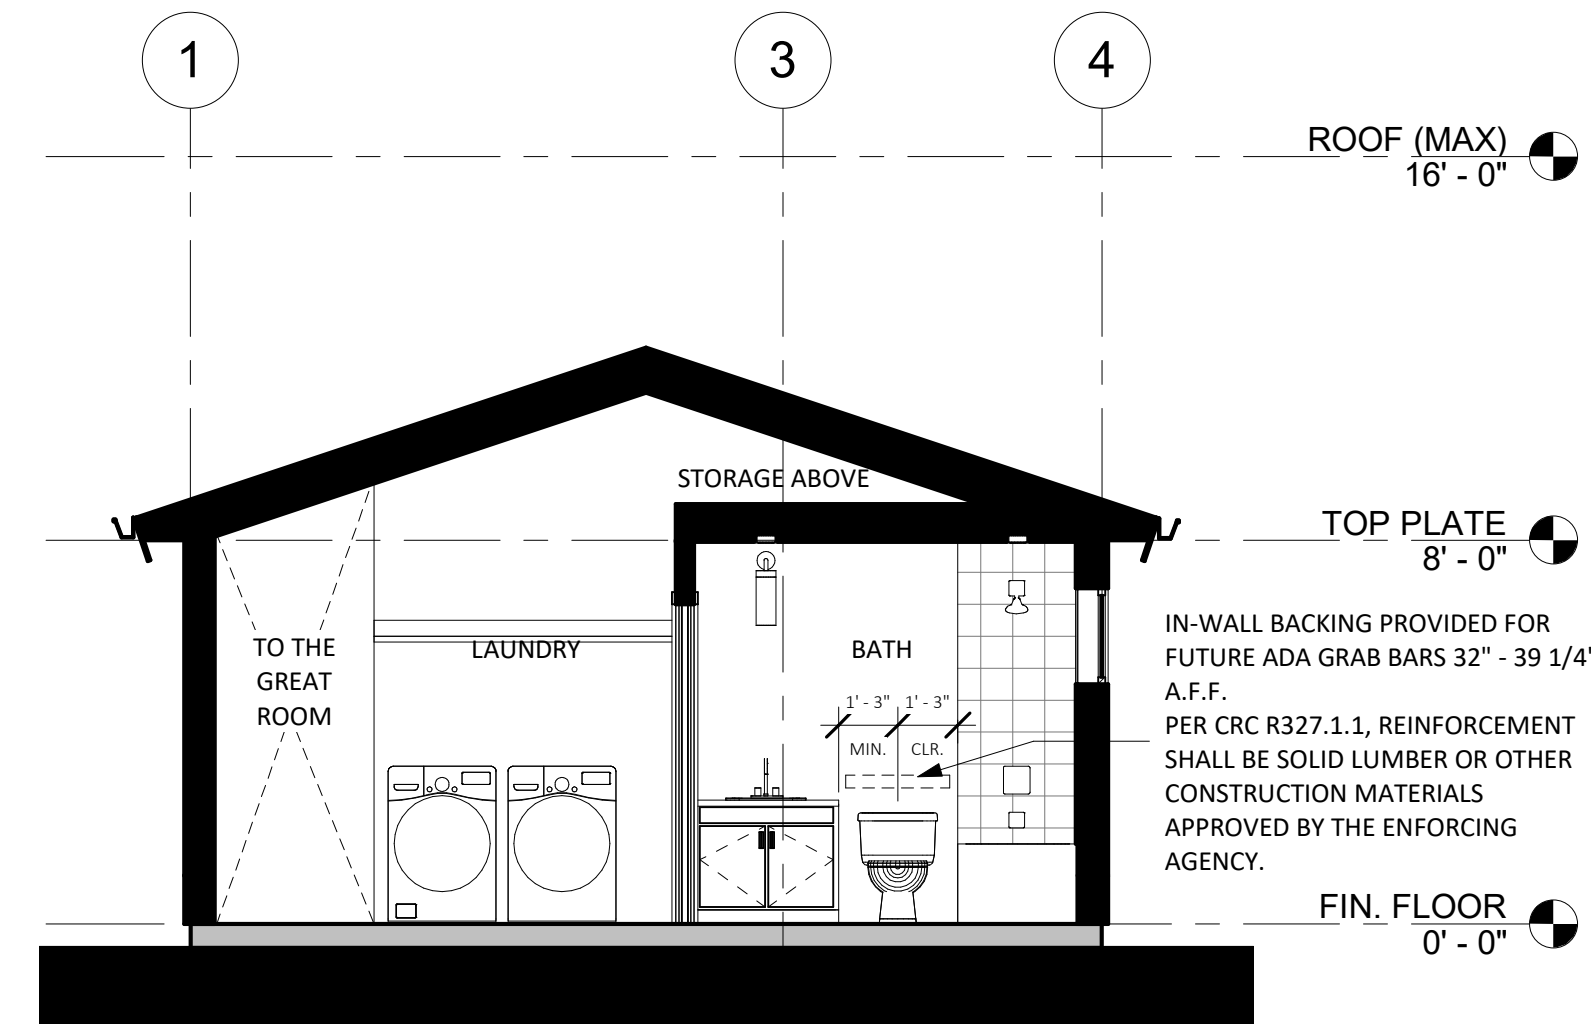 1
3
4
ROOF (MAX)
16' - 0"
STORAGE ABOVE
TOP PLATE
8' - 0"
TO THE
GREAT
ROOM
LAUNDRY
BATH
1' - 3" 1' - 3"
MIN. CLR.
IN-WALL BACKING PROVIDED FOR
FUTURE ADA GRAB BARS 32" - 39 1/4"
A.F.F.
PER CRC R327.1.1, REINFORCEMENT
SHALL BE SOLID LUMBER OR OTHER
CONSTRUCTION MATERIALS
APPROVED BY THE ENFORCING
AGENCY.
FIN. FLOOR
0' - 0"